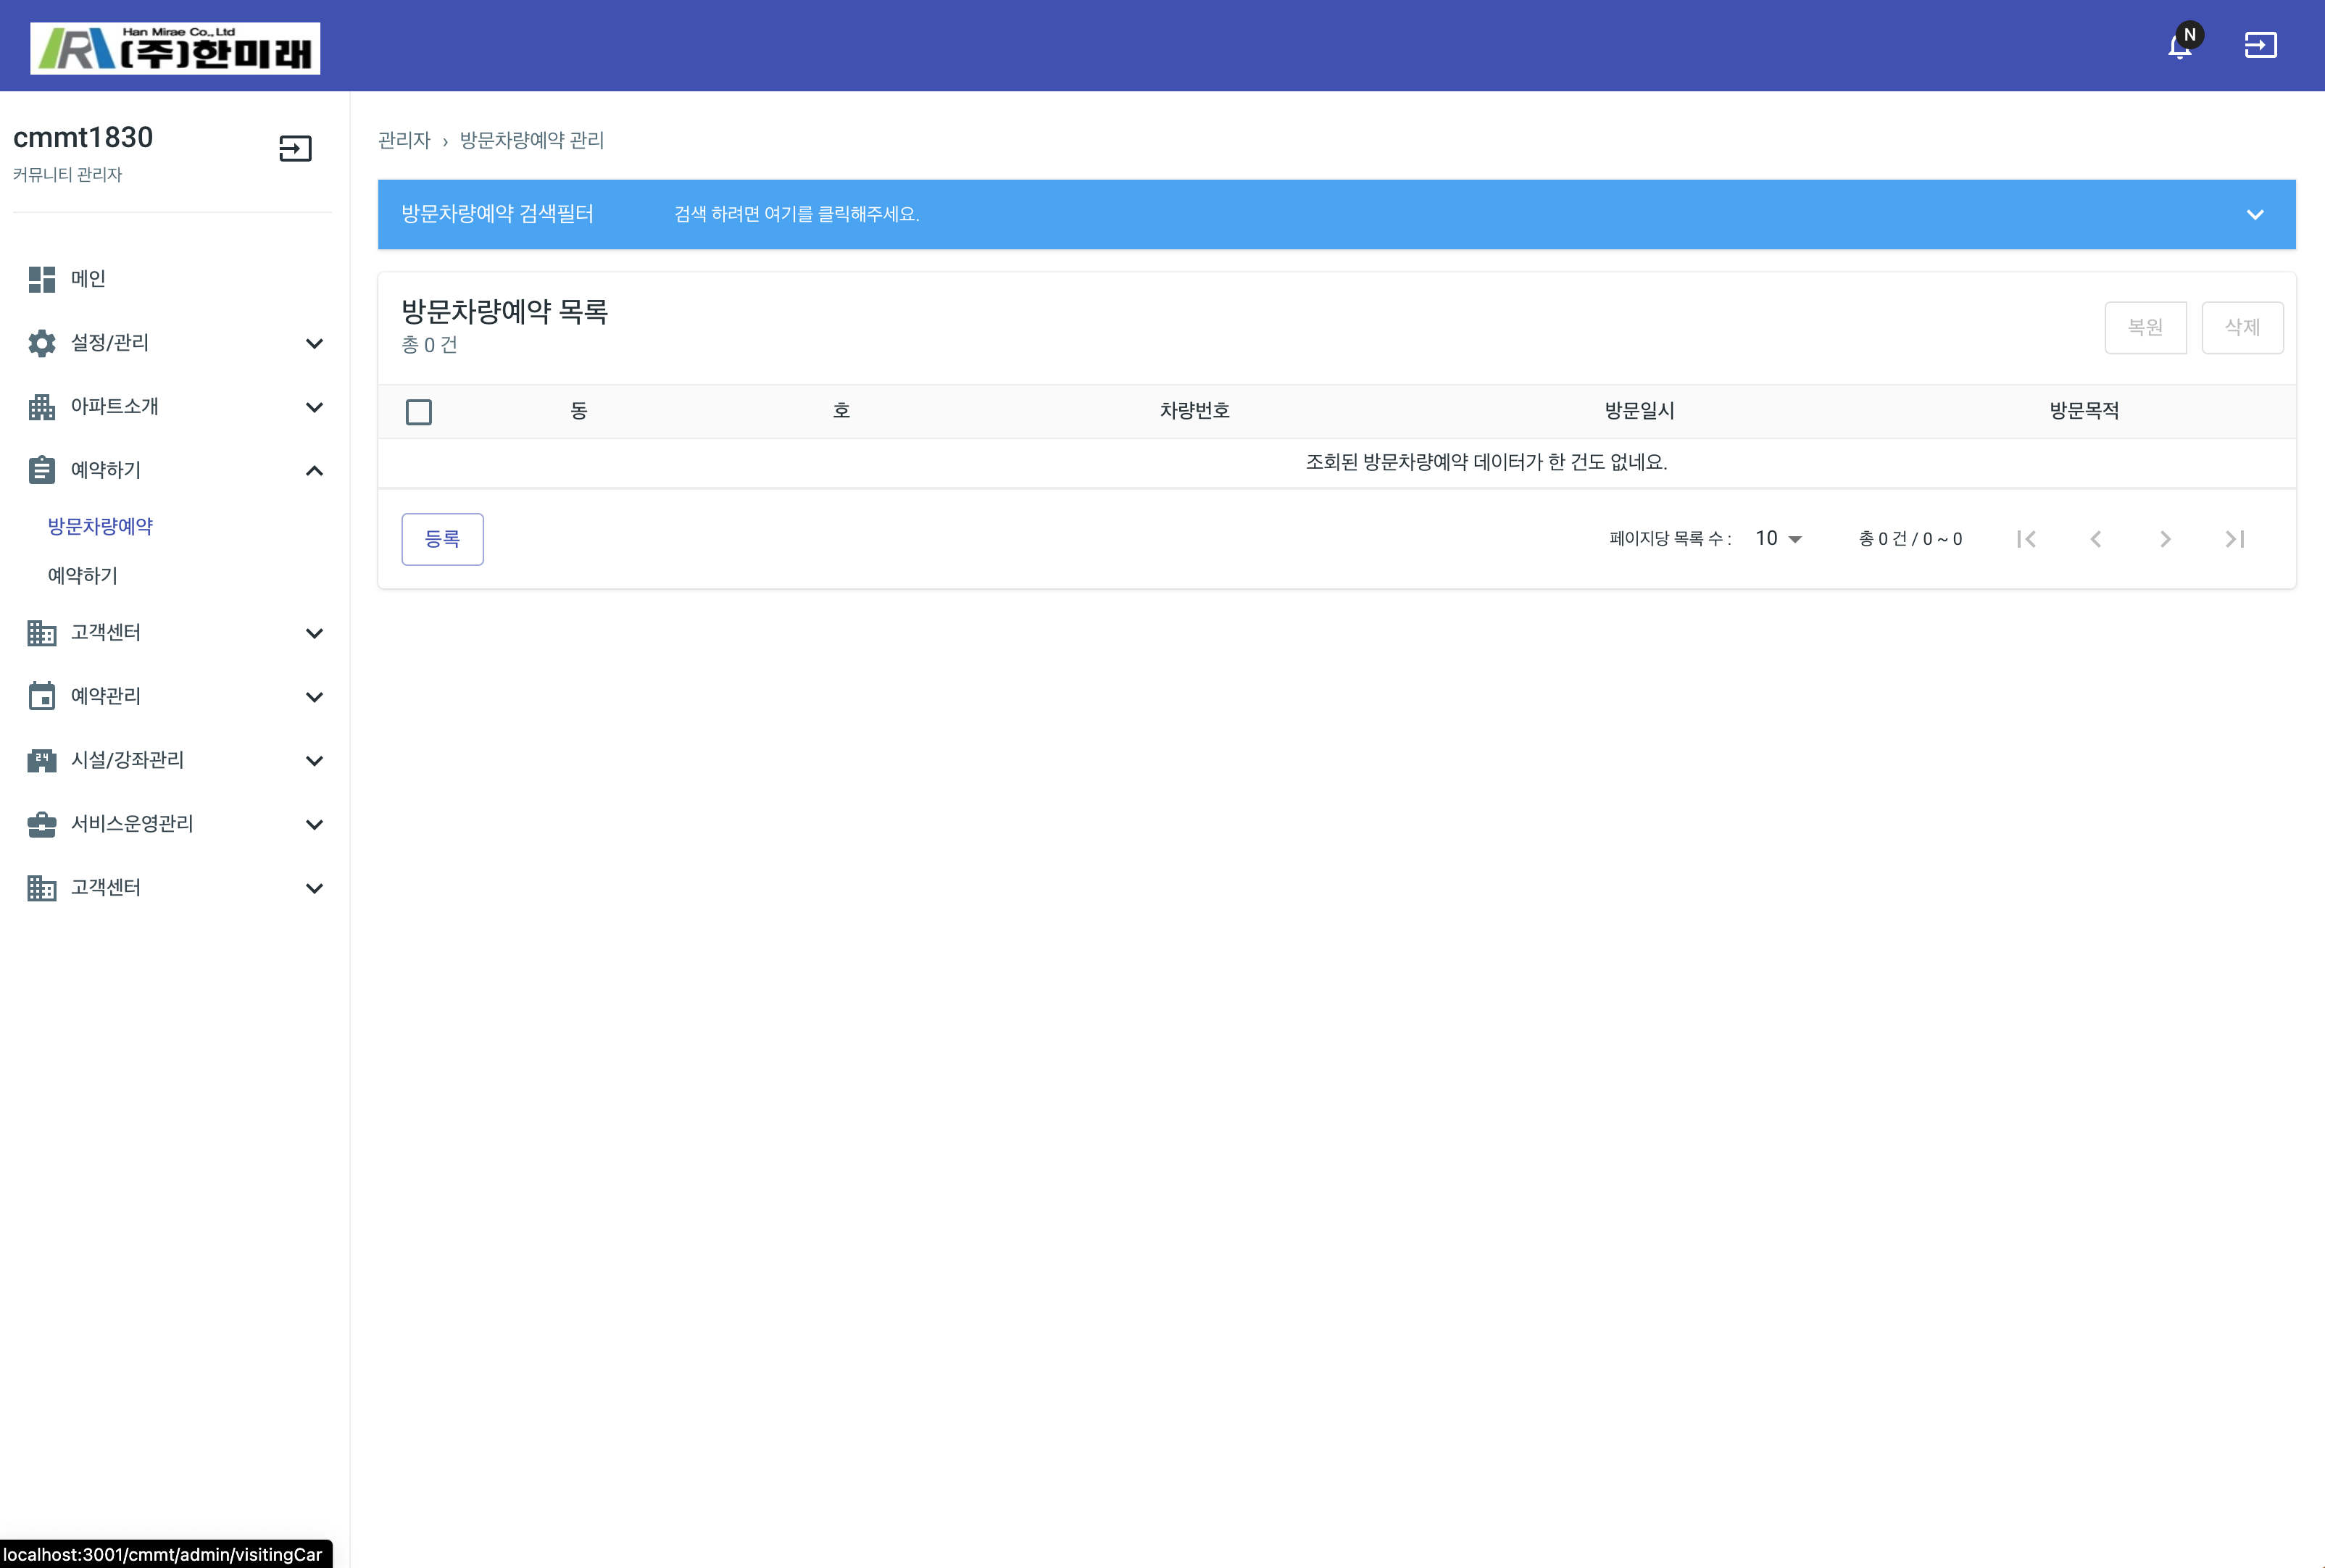 Han Mirae Co., Ltd
(주)한미래
N
cmmt1830
커뮤니티 관리자
메인
설정/관리
아파트소개
예약하기
방문차량예약
예약하기
고객센터
예약관리
24
시설/강좌관리
서비스운영관리
고객센터
관리자 › 방문차량예약 관리
방문차량예약 검색필터 검색 하려면 여기를 클릭해주세요.
방문차량예약 목록
총 0 건
복원 삭제
동 호 차량번호 방문일시 방문목적
조회된 방문차량예약 데이터가 한 건도 없네요.
등록 페이지당 목록 수 : 10 총 0 건 / 0 ~ 0
localhost:3001/cmmt/admin/visitingCar